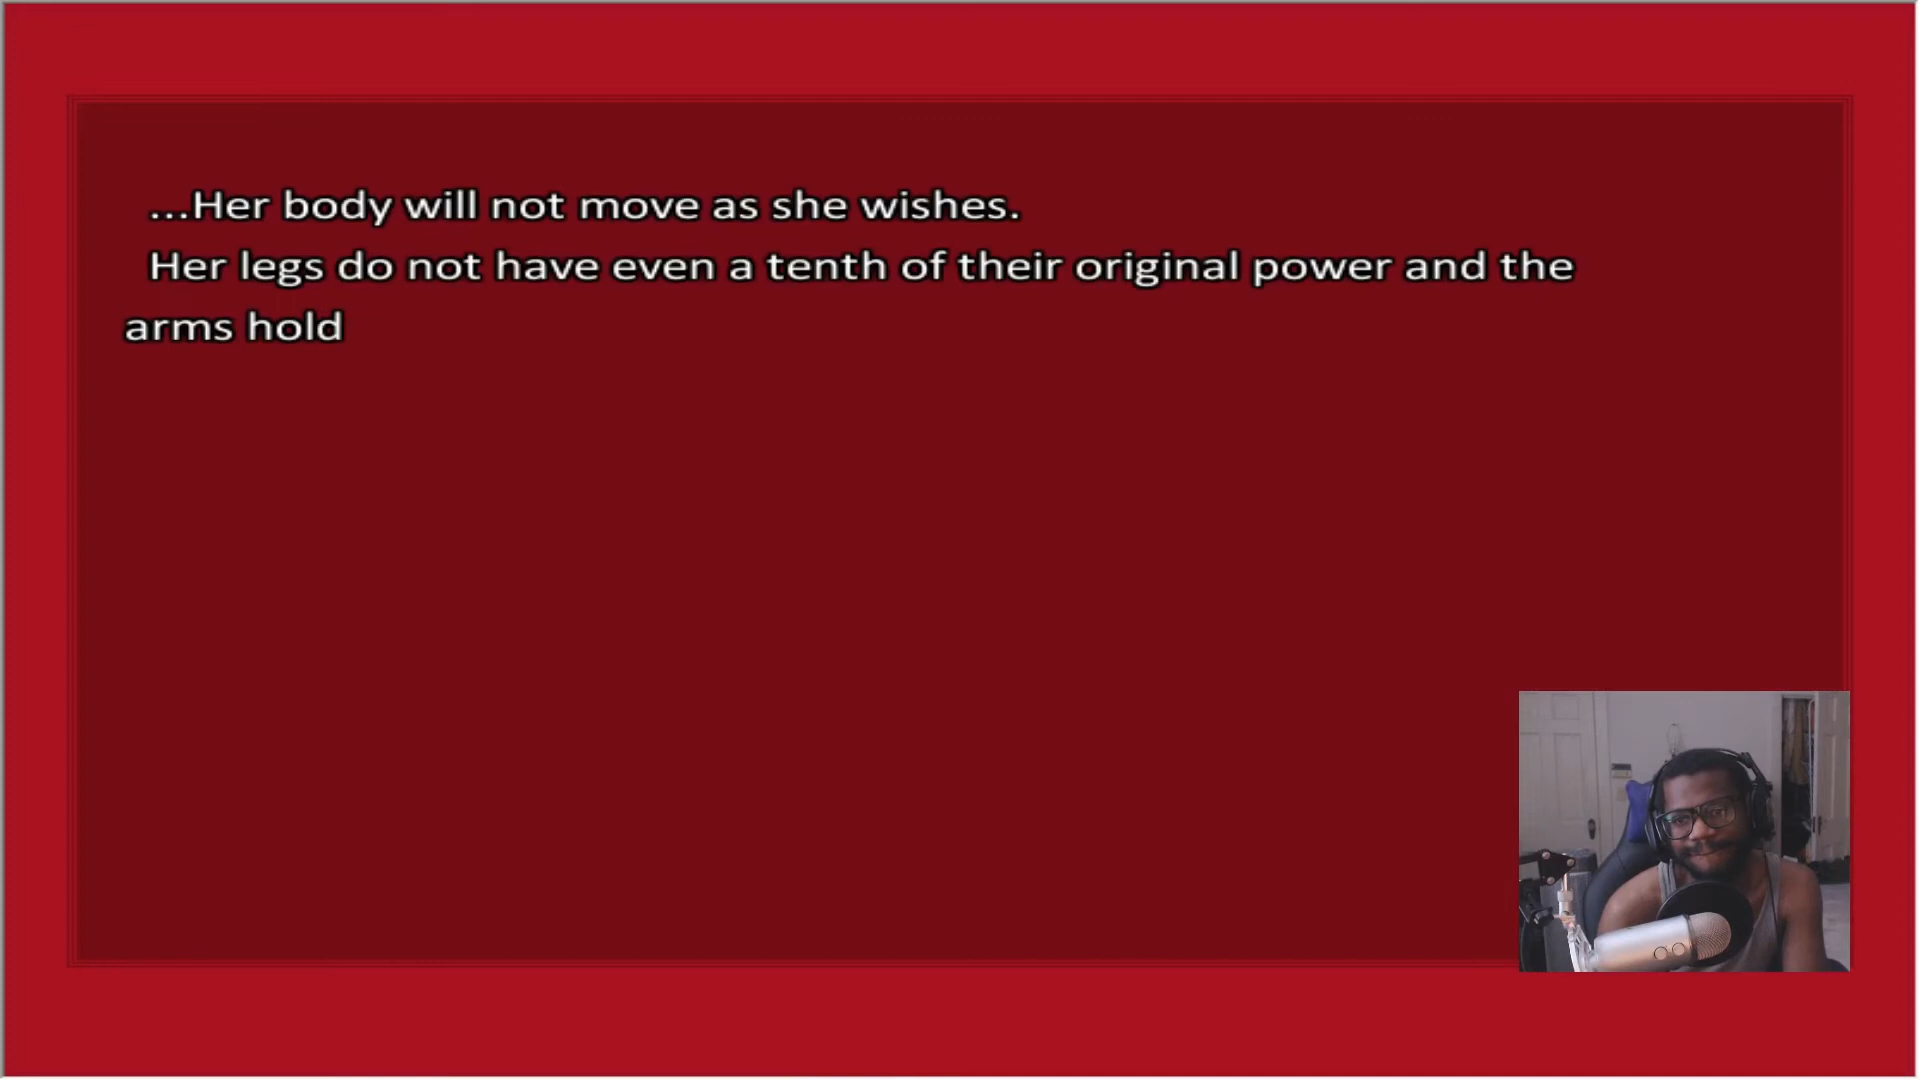 ...Her body will not move as she wishes.
Her legs do not have even a tenth of their original power and the
arms hold